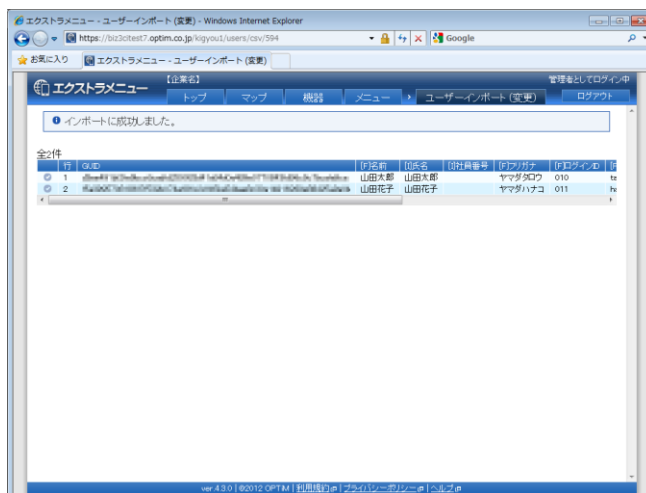 エクストラメニュー - ユーザーインポート (変更) - Windows Internet Explorer
https://biz3citest7.optim.co.jp/kigyou1/users/csv/594
Google
お気に入り
エクストラメニュー - ユーザーインポート (変更)
エクストラメニュー
【企業名】
管理者としてログイン中
トップ マップ 機器 メニュー ユーザーインポート (変更) ログアウト
インポートに成功しました。
全2件
行 GUID [F]名前 [U]氏名 [U]社員番号 [F]フリガナ [F]ログインID
1 山田太郎 山田太郎 ヤマダタロウ 010
2 山田花子 山田花子 ヤマダハナコ 011
ver.4.3.0 | ©2012 OPTiM | 利用規約 | プライバシーポリシー | ヘルプ